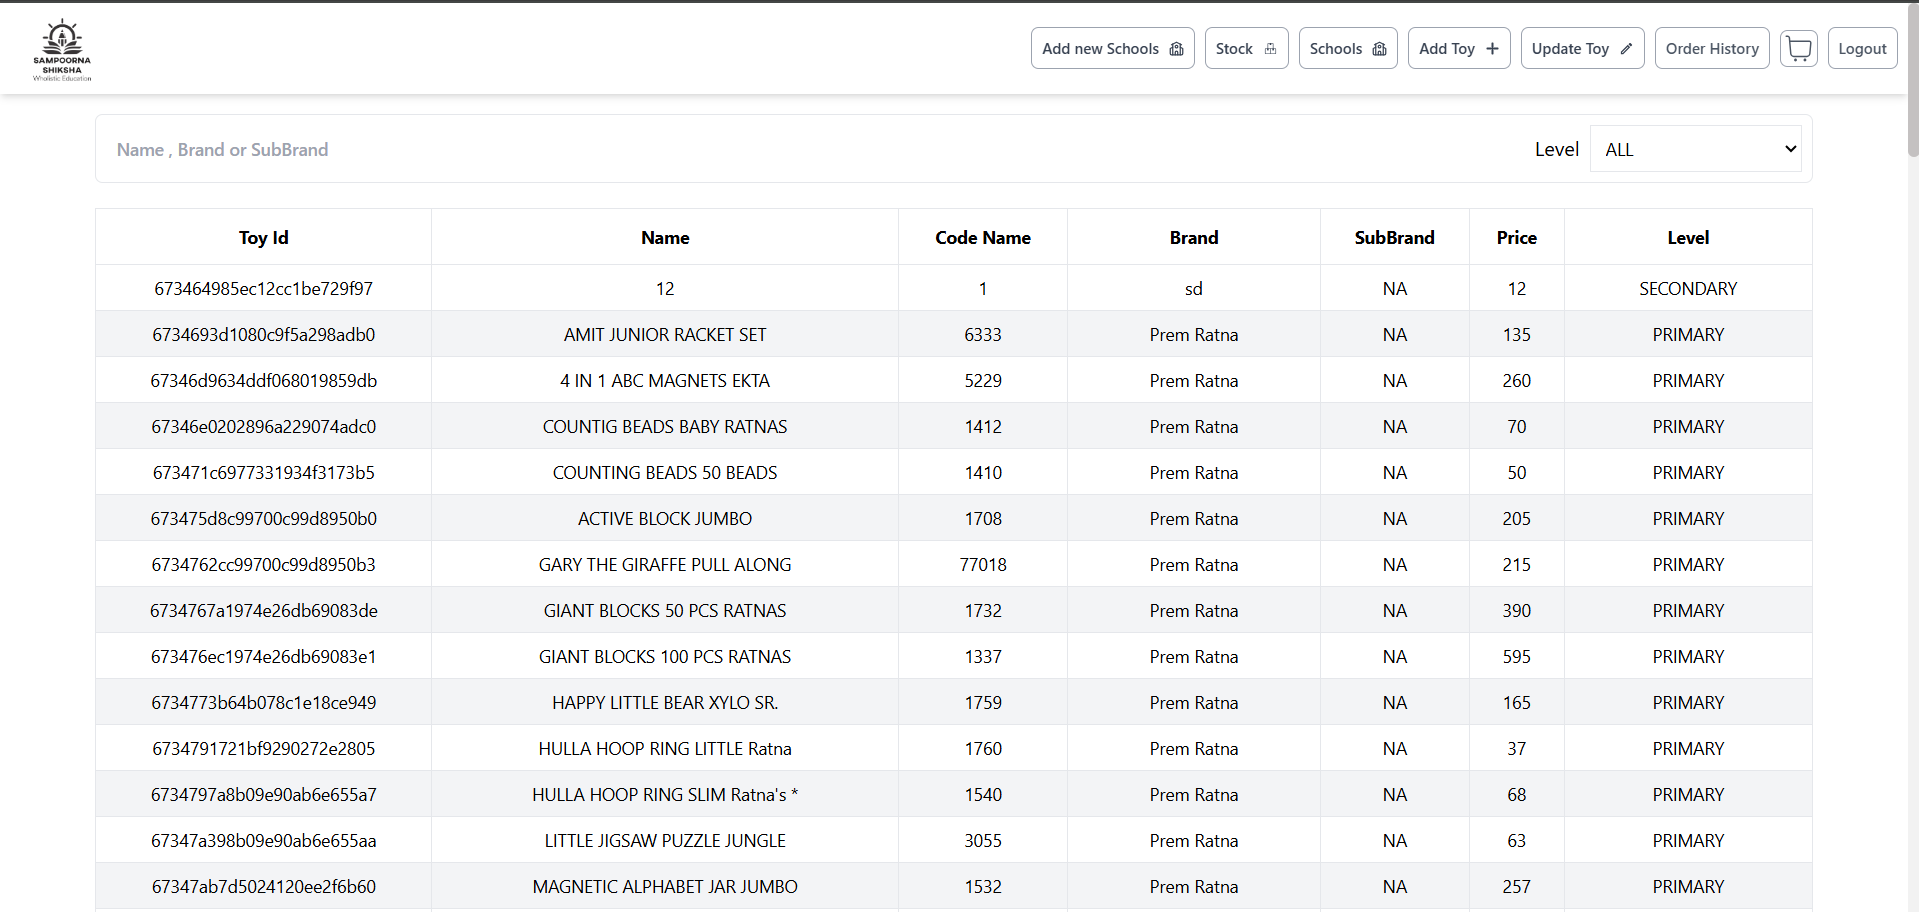 SAMPOORNA
SHIKSHA
Wholistic Education
Add new Schools Stock Schools Add Toy Update Toy Order History Logout
Name , Brand or SubBrand Level ALL
Toy Id Name Code Name Brand SubBrand Price Level
673464985ec12cc1be729f97 12 1 sd NA 12 SECONDARY
6734693d1080c9f5a298adb0 AMIT JUNIOR RACKET SET 6333 Prem Ratna NA 135 PRIMARY
67346d9634ddf068019859db 4 IN 1 ABC MAGNETS EKTA 5229 Prem Ratna NA 260 PRIMARY
67346e0202896a229074adc0 COUNTIG BEADS BABY RATNAS 1412 Prem Ratna NA 70 PRIMARY
673471c6977331934f3173b5 COUNTING BEADS 50 BEADS 1410 Prem Ratna NA 50 PRIMARY
673475d8c99700c99d8950b0 ACTIVE BLOCK JUMBO 1708 Prem Ratna NA 205 PRIMARY
6734762cc99700c99d8950b3 GARY THE GIRAFFE PULL ALONG 77018 Prem Ratna NA 215 PRIMARY
6734767a1974e26db69083de GIANT BLOCKS 50 PCS RATNAS 1732 Prem Ratna NA 390 PRIMARY
673476ec1974e26db69083e1 GIANT BLOCKS 100 PCS RATNAS 1337 Prem Ratna NA 595 PRIMARY
6734773b64b078c1e18ce949 HAPPY LITTLE BEAR XYLO SR. 1759 Prem Ratna NA 165 PRIMARY
6734791721bf9290272e2805 HULLA HOOP RING LITTLE Ratna 1760 Prem Ratna NA 37 PRIMARY
6734797a8b09e90ab6e655a7 HULLA HOOP RING SLIM Ratna's * 1540 Prem Ratna NA 68 PRIMARY
67347a398b09e90ab6e655aa LITTLE JIGSAW PUZZLE JUNGLE 3055 Prem Ratna NA 63 PRIMARY
67347ab7d5024120ee2f6b60 MAGNETIC ALPHABET JAR JUMBO 1532 Prem Ratna NA 257 PRIMARY